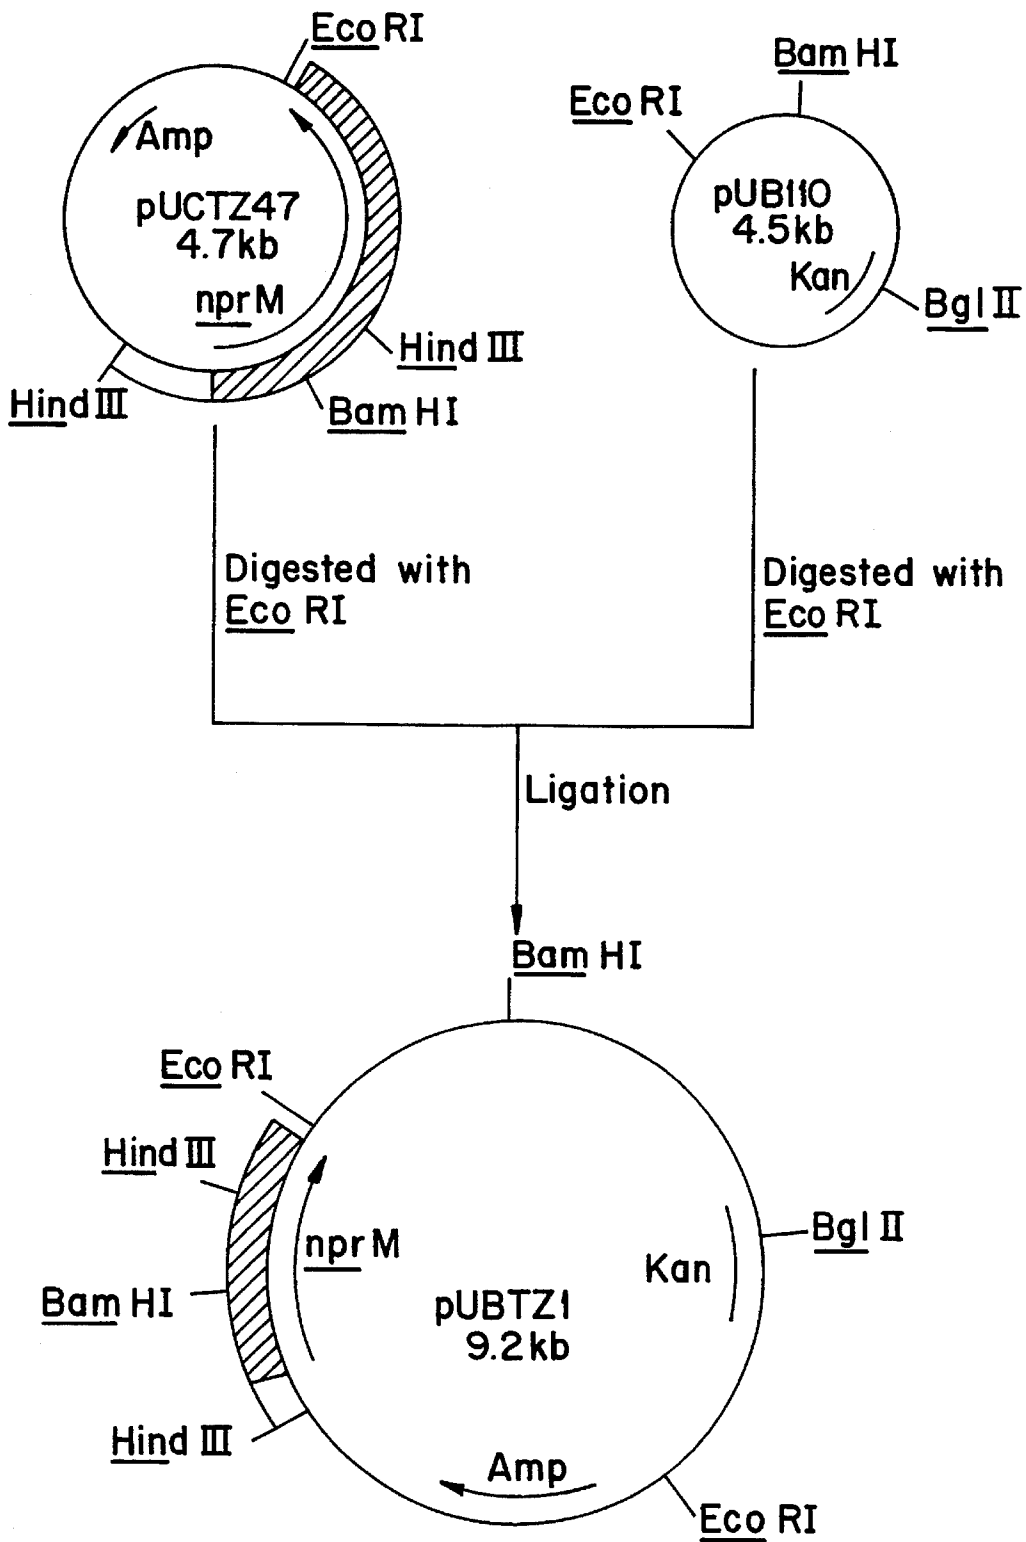 Eco RI
Amp
pUCTZ47
4.7kb
nprM
Hind III
Hind III
Bam HI
Bam HI
Eco RI
pUB110
4.5kb
Kan
Bgl II
Digested with
Eco RI
Digested with
Eco RI
Ligation
Bam HI
Eco RI
Hind III
nprM
Bam HI
Hind III
pUBTZ1
9.2kb
Kan
Bgl II
Amp
Eco RI